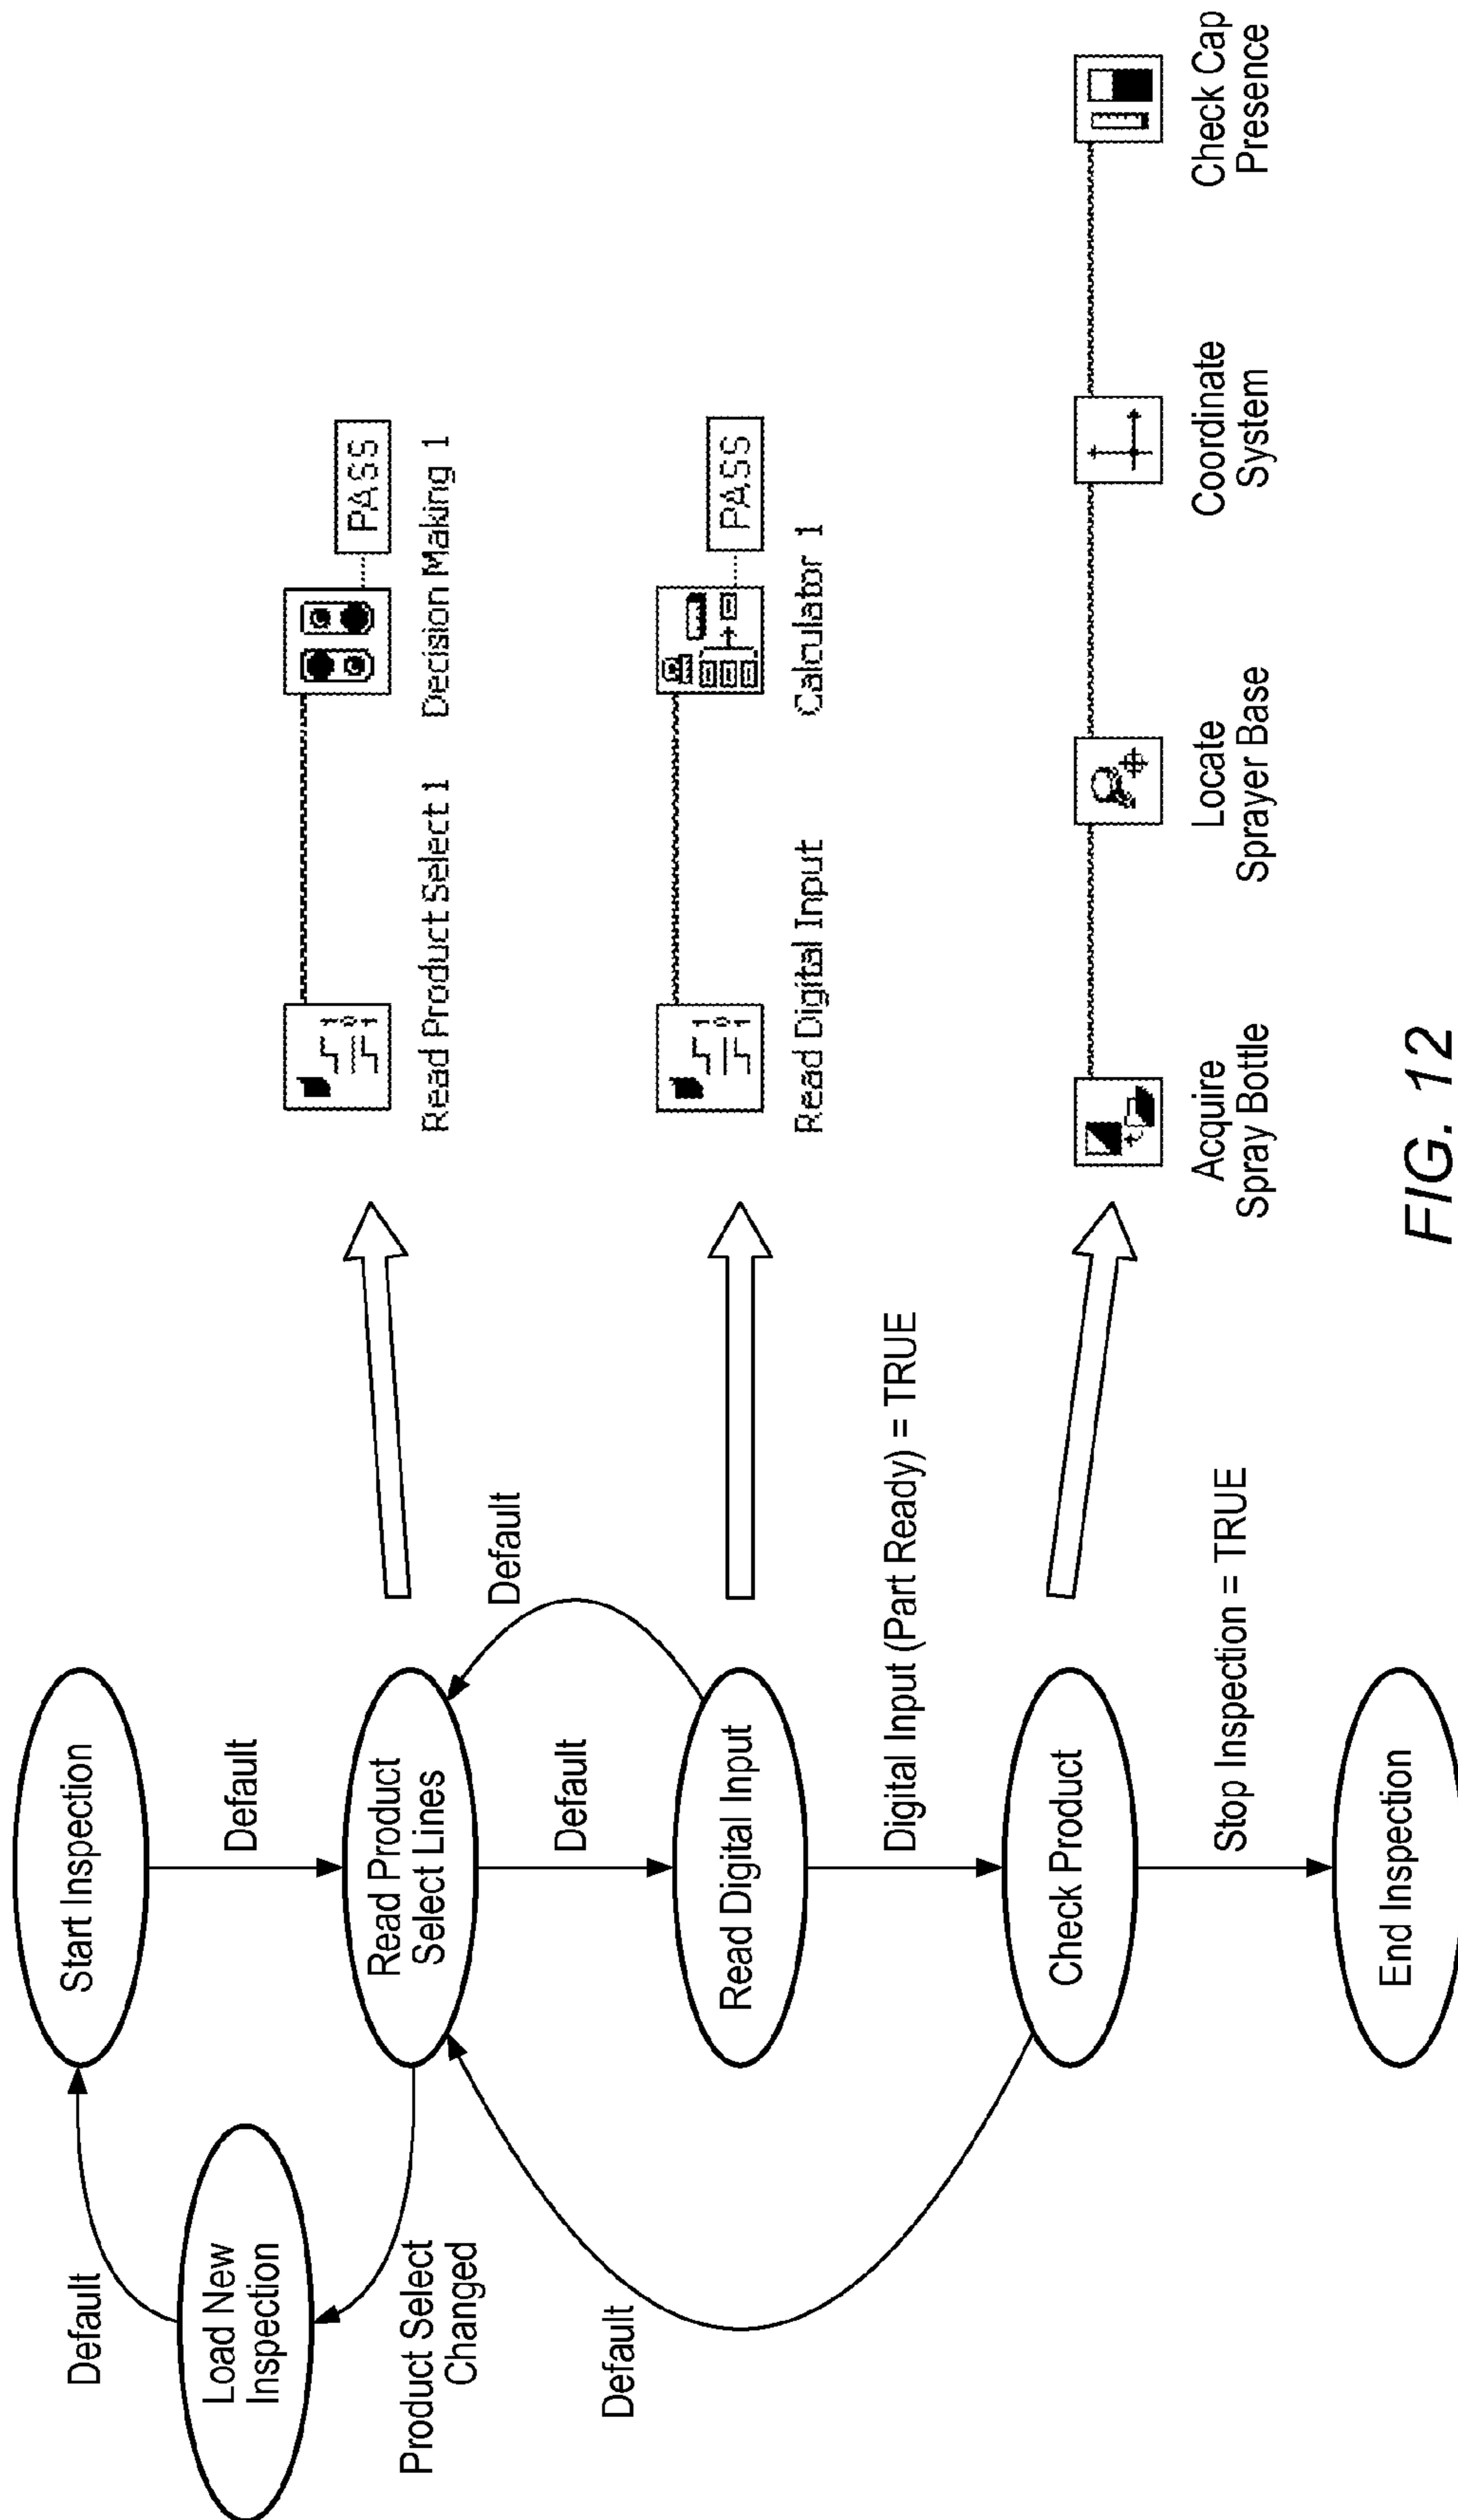 Start Inspection
Default
Default
Load New
Inspection
Product Select
Changed
Read Product
Select Lines
Default
Default
Default
Read Digital Input
Digital Input (Part Ready) = TRUE
Check Product
Stop Inspection = TRUE
End Inspection
PASS
Read Product Select 1
Decision Making 1
PASS
Read Digital Input
Calculator 1
Acquire
Spray Bottle
Locate
Sprayer Base
Coordinate
System
Check Cap
Presence
FIG. 12